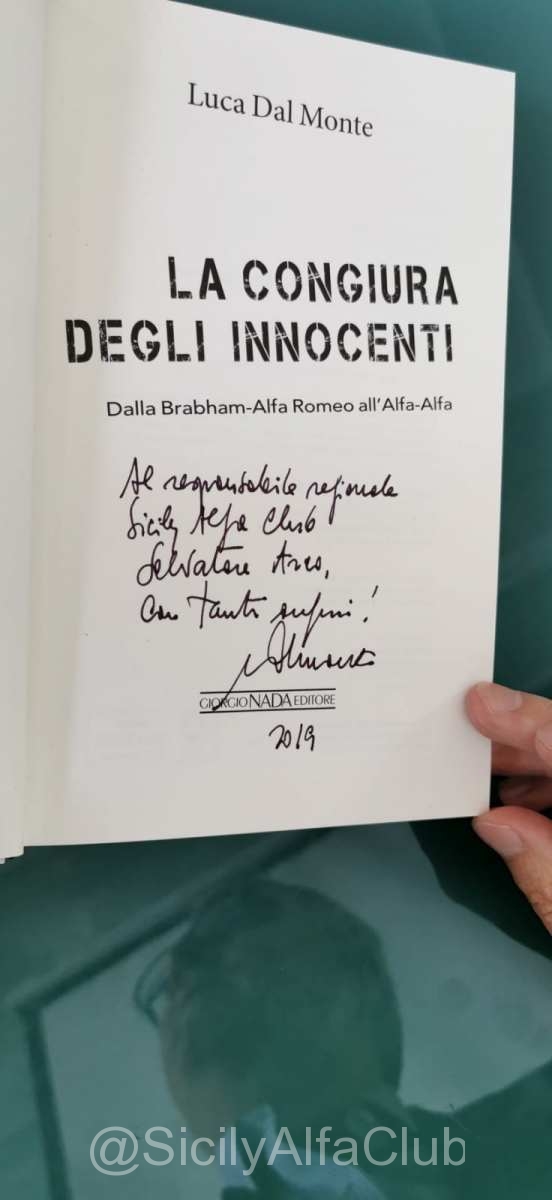 Luca Dal Monte
LA CONGIURA
DEGLI INNOCENTI
Dalla Brabham-Alfa Romeo all'Alfa-Alfa
Al responsabile regionale
Sicily Alfa Club
Salvatore
con tanti auguri!
GIORGIO NADA EDITORE
2019
@SicilyAlfaClub